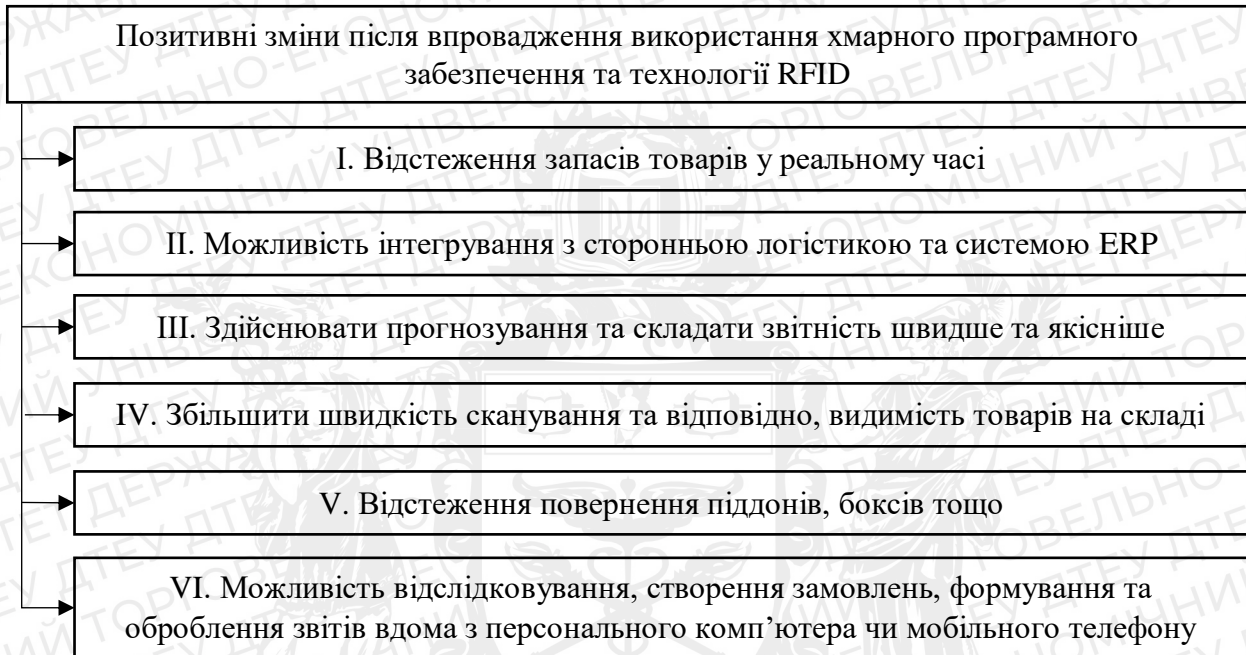 Позитивні зміни після впровадження використання хмарного програмного
забезпечення та технології RFID
I. Відстеження запасів товарів у реальному часі
II. Можливість інтегрування з сторонньою логістикою та системою ERP
III. Здійснювати прогнозування та складати звітність швидше та якісніше
IV. Збільшити швидкість сканування та відповідно, видимість товарів на складі
V. Відстеження повернення піддонів, боксів тощо
VI. Можливість відслідковування, створення замовлень, формування та
оброблення звітів вдома з персонального комп’ютера чи мобільного телефону